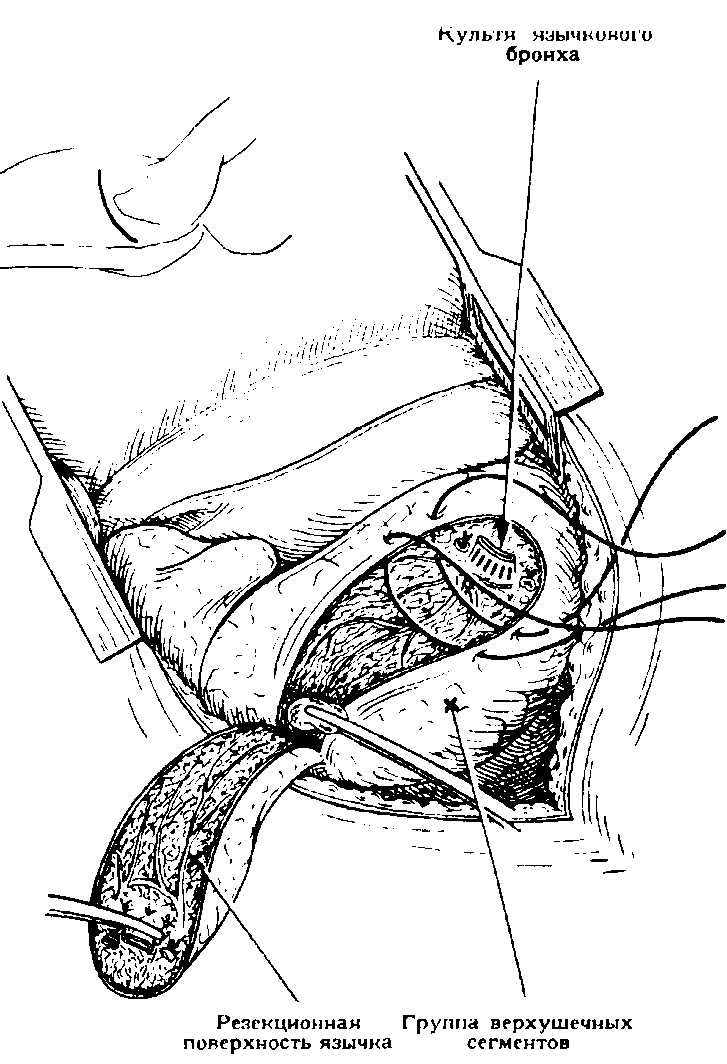 Культя язычкового
бронха
Резекционная
поверхность язычка
Группа верхушечных
сегментов